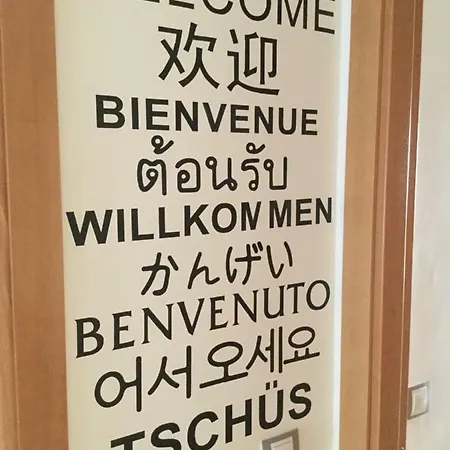 WELCOME
欢迎
BIENVENUE
ต้อนรับ
WILLKOMMEN
かんげい
BENVENUTO
어서오세요
TSCHÜS